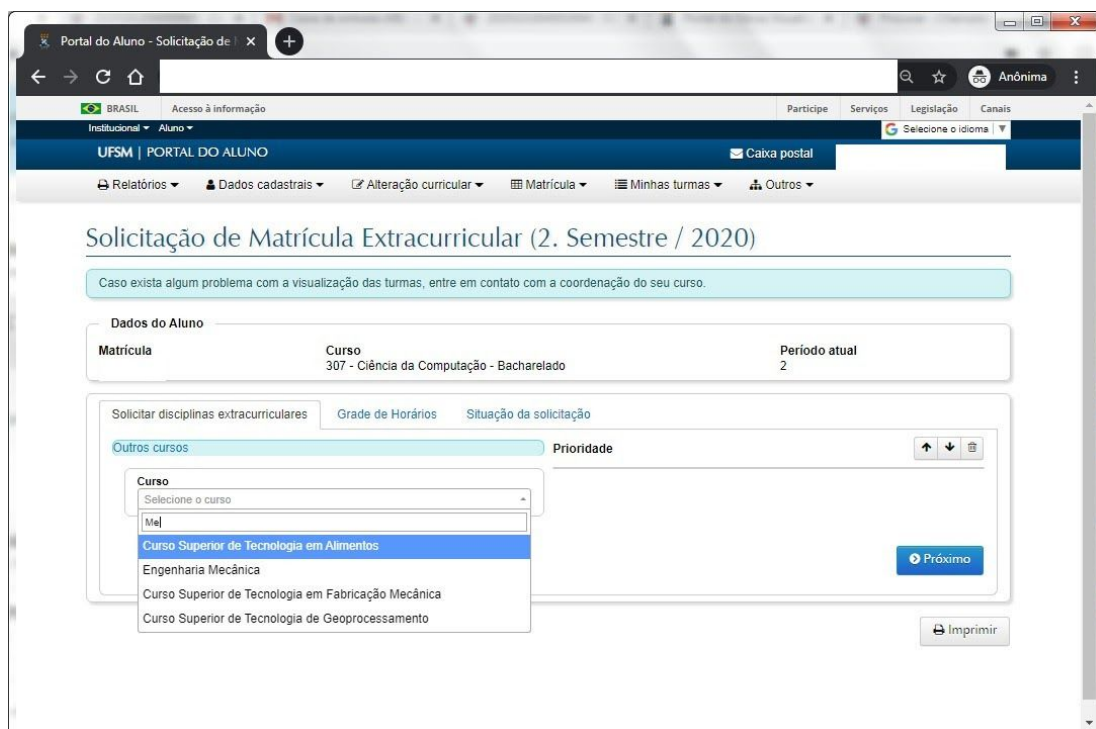 Portal do Aluno - Solicitação de
Anônima
BRASIL Acesso à informação Participe Serviços Legislação Canais
Institucional Aluno Selecione o idioma
UFSM | PORTAL DO ALUNO Caixa postal
Relatórios Dados cadastrais Alteração curricular Matrícula Minhas turmas Outros
Solicitação de Matrícula Extracurricular (2. Semestre / 2020)
Caso exista algum problema com a visualização das turmas, entre em contato com a coordenação do seu curso.
Dados do Aluno
Matrícula Curso Período atual
307 - Ciência da Computação - Bacharelado 2
Solicitar disciplinas extracurriculares Grade de Horários Situação da solicitação
Outros cursos Prioridade
Curso
Selecione o curso
Me
Curso Superior de Tecnologia em Alimentos
Engenharia Mecânica
Próximo
Curso Superior de Tecnologia em Fabricação Mecânica
Curso Superior de Tecnologia de Geoprocessamento
Imprimir